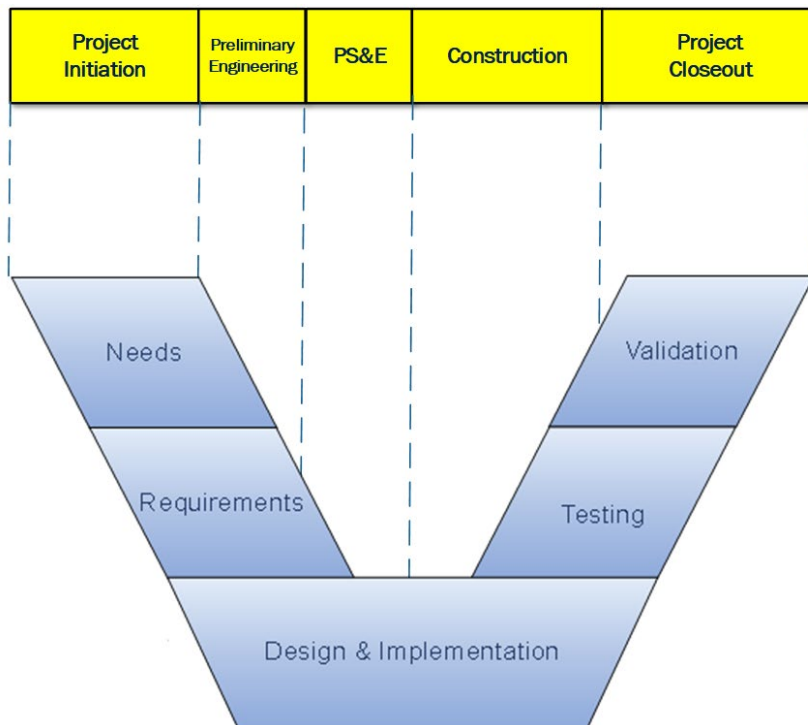 Project
Initiation
Preliminary
Engineering
PS&E
Construction
Project
Closeout
Needs
Validation
Requirements
Testing
Design & Implementation